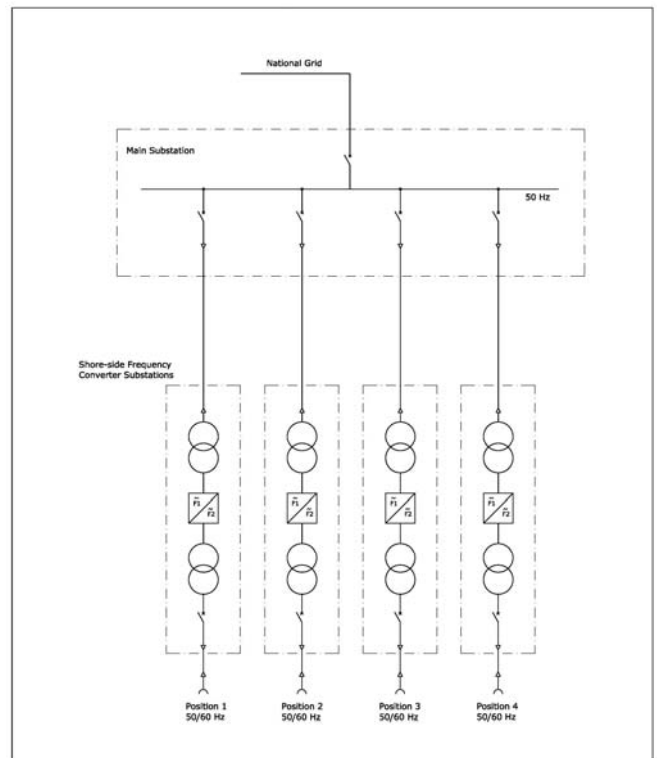 National Grid
Main Substation
50 Hz
Shore-side Frequency
Converter Substations
F1
F2
F1
F2
F1
F2
F1
F2
Position 1
50/60 Hz
Position 2
50/60 Hz
Position 3
50/60 Hz
Position 4
50/60 Hz